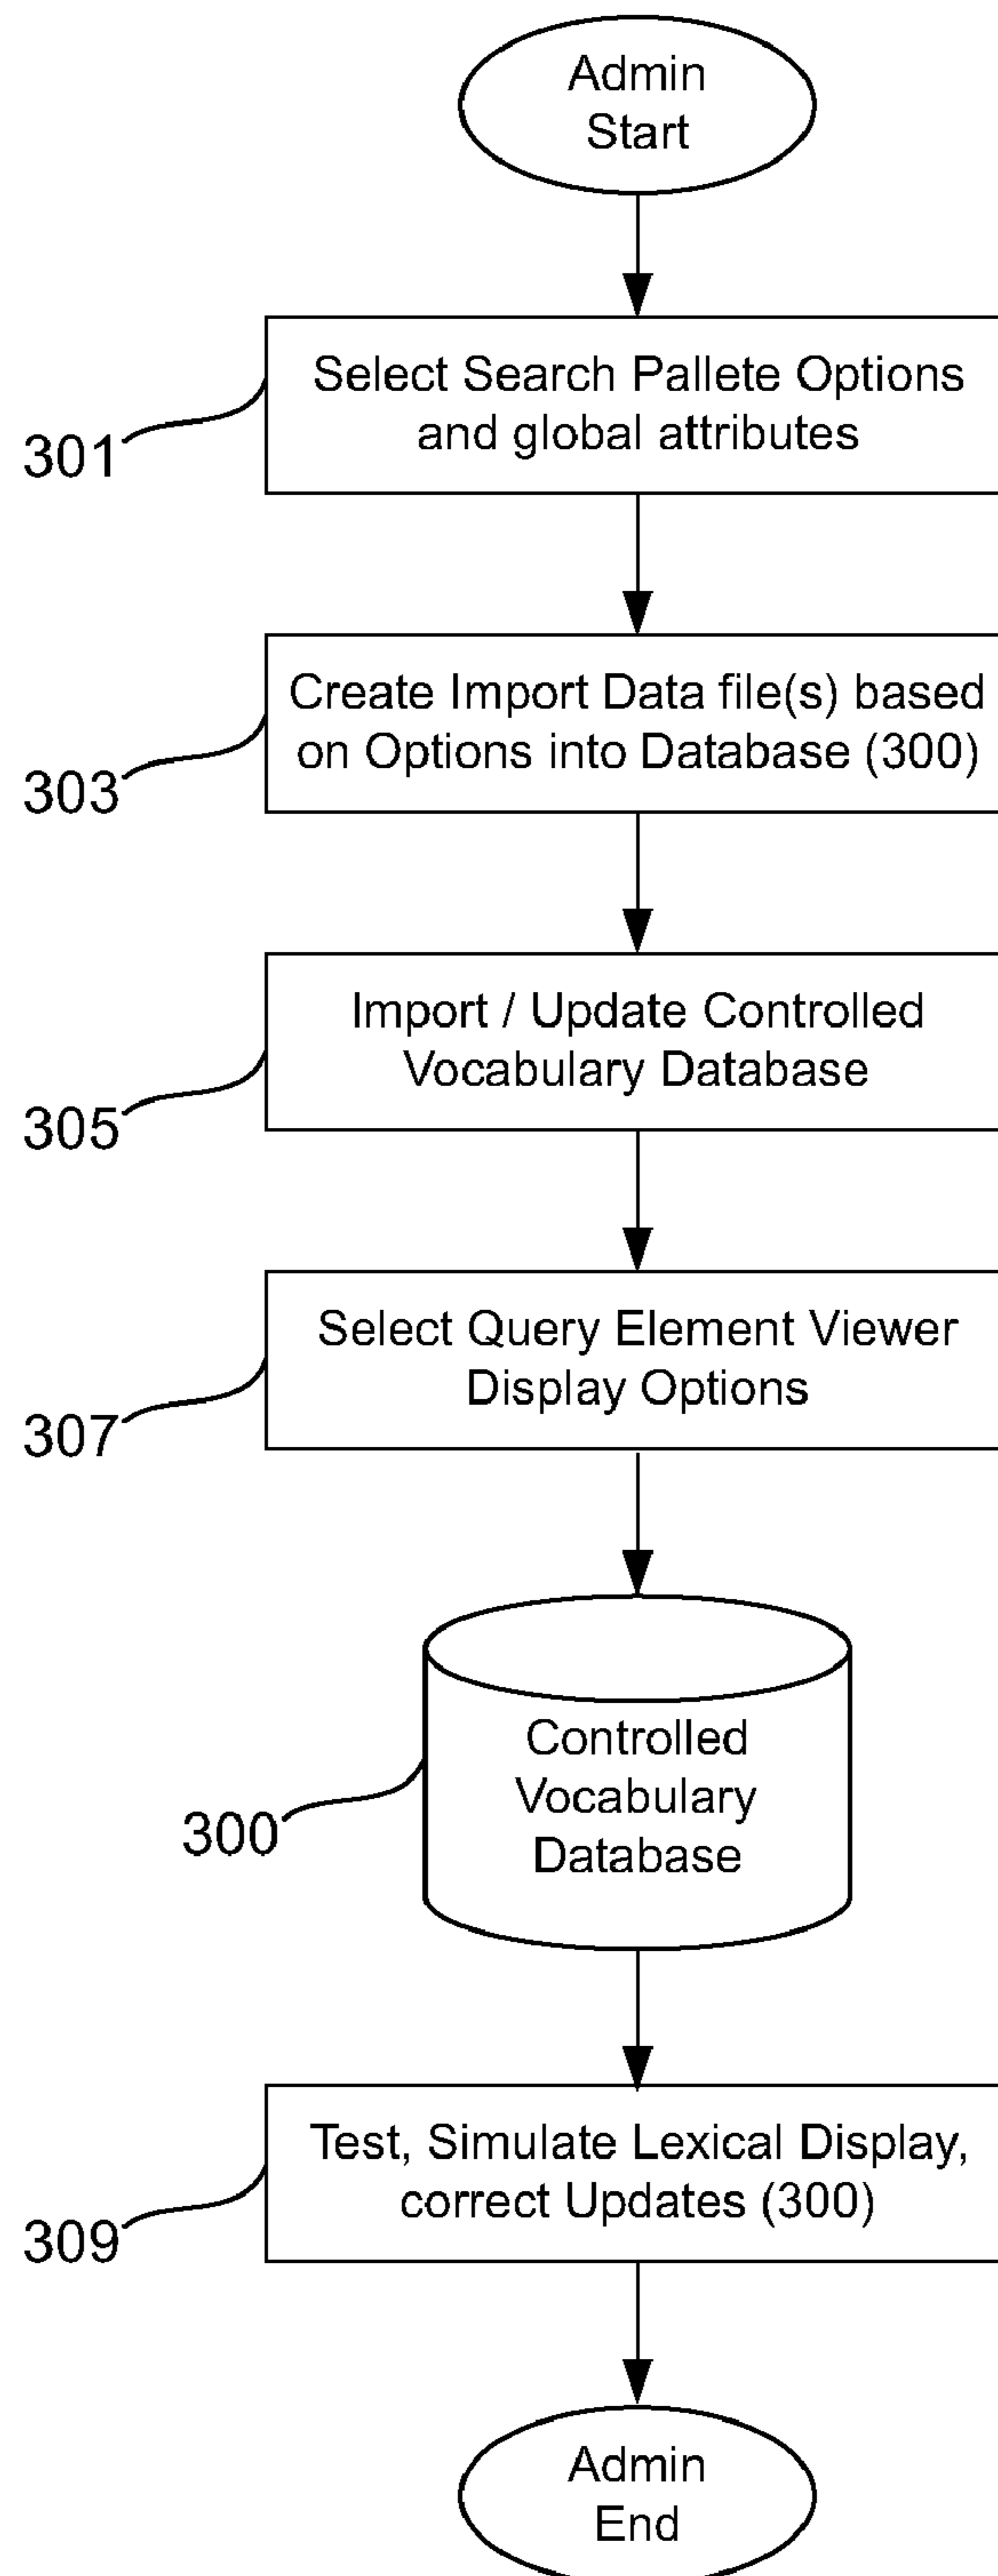 Admin
Start
Select Search Pallete Options
and global attributes
301
Create Import Data file(s) based
on Options into Database (300)
303
Import / Update Controlled
Vocabulary Database
305
Select Query Element Viewer
Display Options
307
Controlled
Vocabulary
Database
300
Test, Simulate Lexical Display,
correct Updates (300)
309
Admin
End